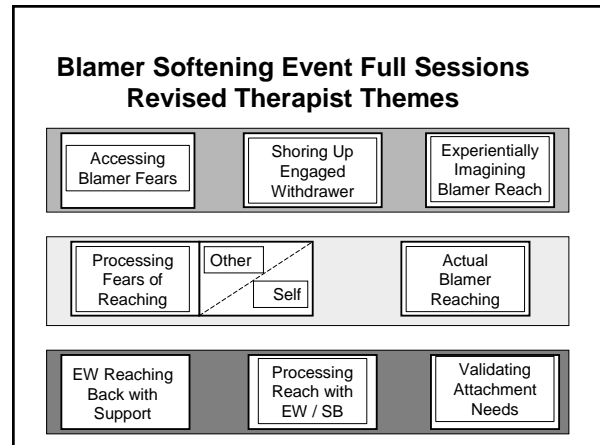 Blamer Softening Event Full Sessions
Revised Therapist Themes
Accessing
Blamer Fears
Shoring Up
Engaged
Withdrawer
Experientially
Imagining
Blamer Reach
Processing
Fears of
Reaching
Other
Self
Actual
Blamer
Reaching
EW Reaching
Back with
Support
Processing
Reach with
EW / SB
Validating
Attachment
Needs